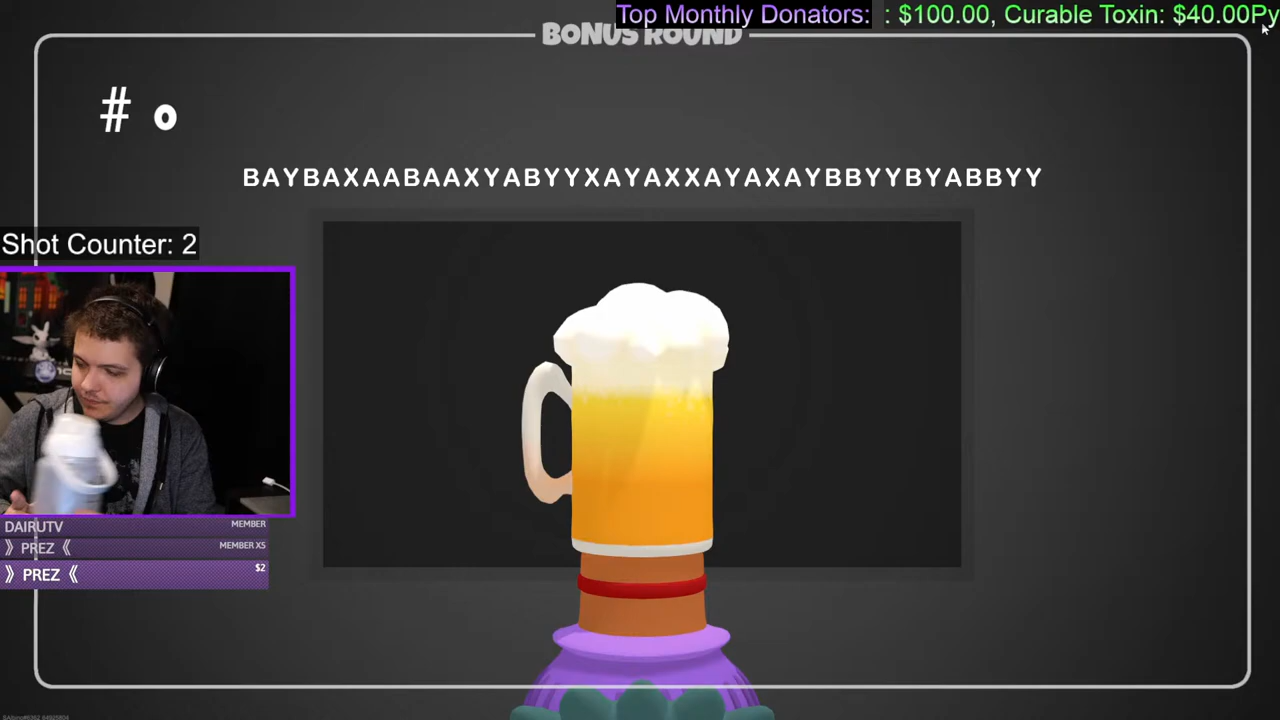 Top Monthly Donators: : $100.00, Curable Toxin: $40.00Py
BONUS ROUND
# 0
BAYBAXAABAAXYABYYXAYAXXAYAXAYBBYYBYABBYY
Shot Counter: 2
DAIRUTV MEMBER
》 PREZ 《 MEMBER X5
》 PREZ 《 $2